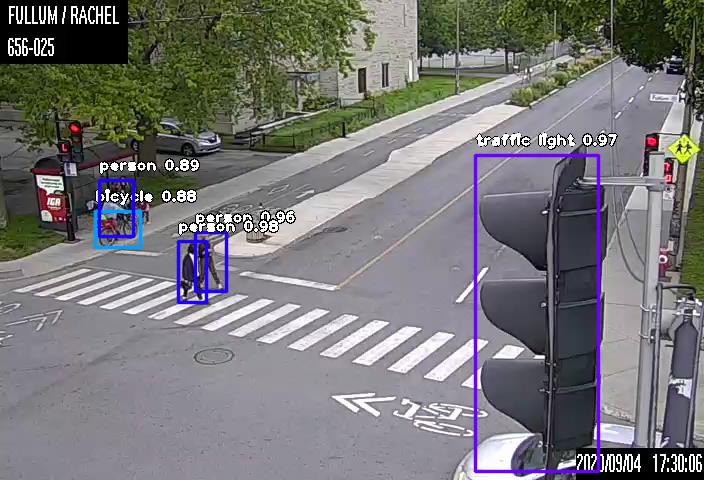 FULLUM / RACHEL
656-025
traffic light 0.97
person 0.89
bicycle 0.88
person 0.96
person 0.98
IGA
2020/09/04 17:30:06